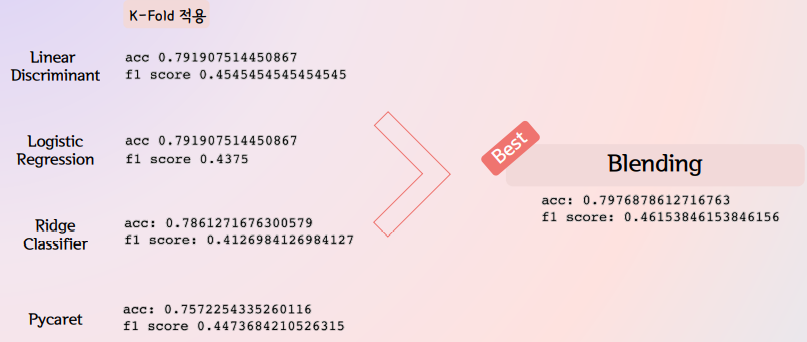 K-Fold 적용
Linear
Discriminant
acc 0.791907514450867
f1 score 0.4545454545454545
Logistic
Regression
acc 0.791907514450867
f1 score 0.4375
Ridge
Classifier
acc: 0.7861271676300579
f1 score: 0.4126984126984127
Pycaret
acc: 0.7572254335260116
f1 score 0.4473684210526315
Best
Blending
acc: 0.7976878612716763
f1 score: 0.46153846153846156